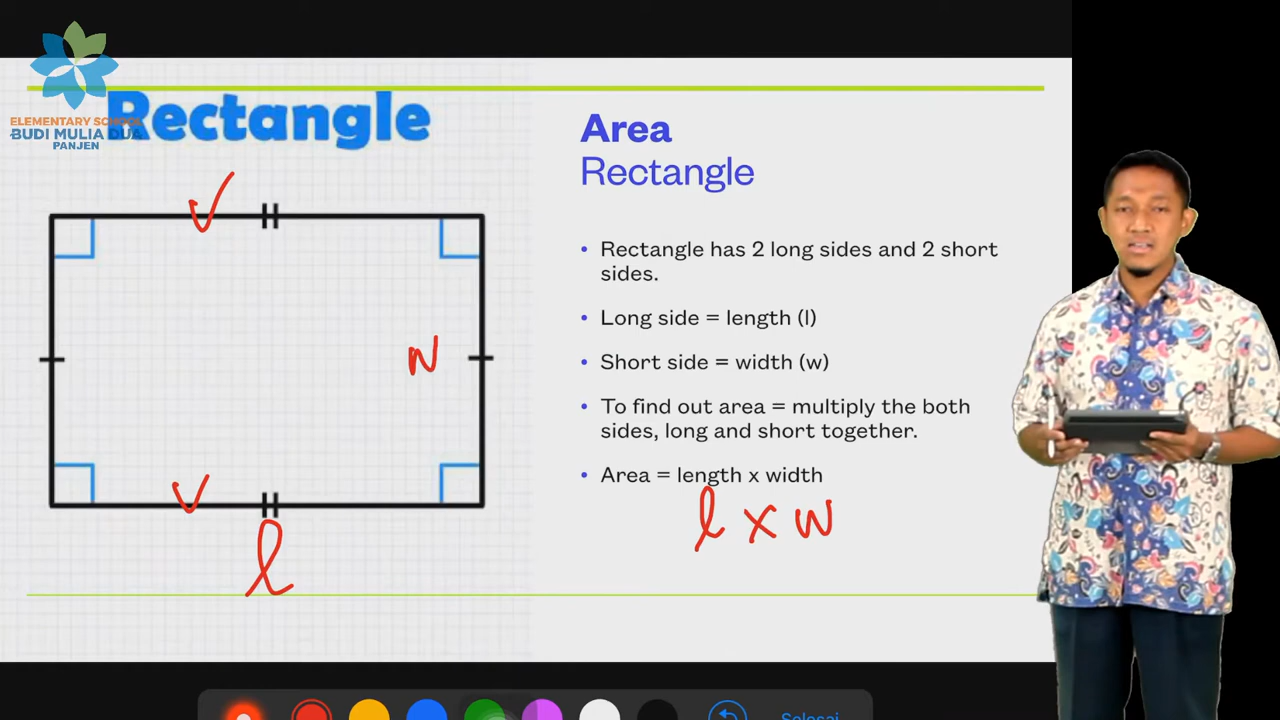 ELEMENTARY SCHOOL
BUDI MULIA DUA
PANJEN
Rectangle
w
l
Area
Rectangle
• Rectangle has 2 long sides and 2 short
sides.
• Long side = length (l)
• Short side = width (w)
• To find out area = multiply the both
sides, long and short together.
• Area = length x width
l x w
Selesai